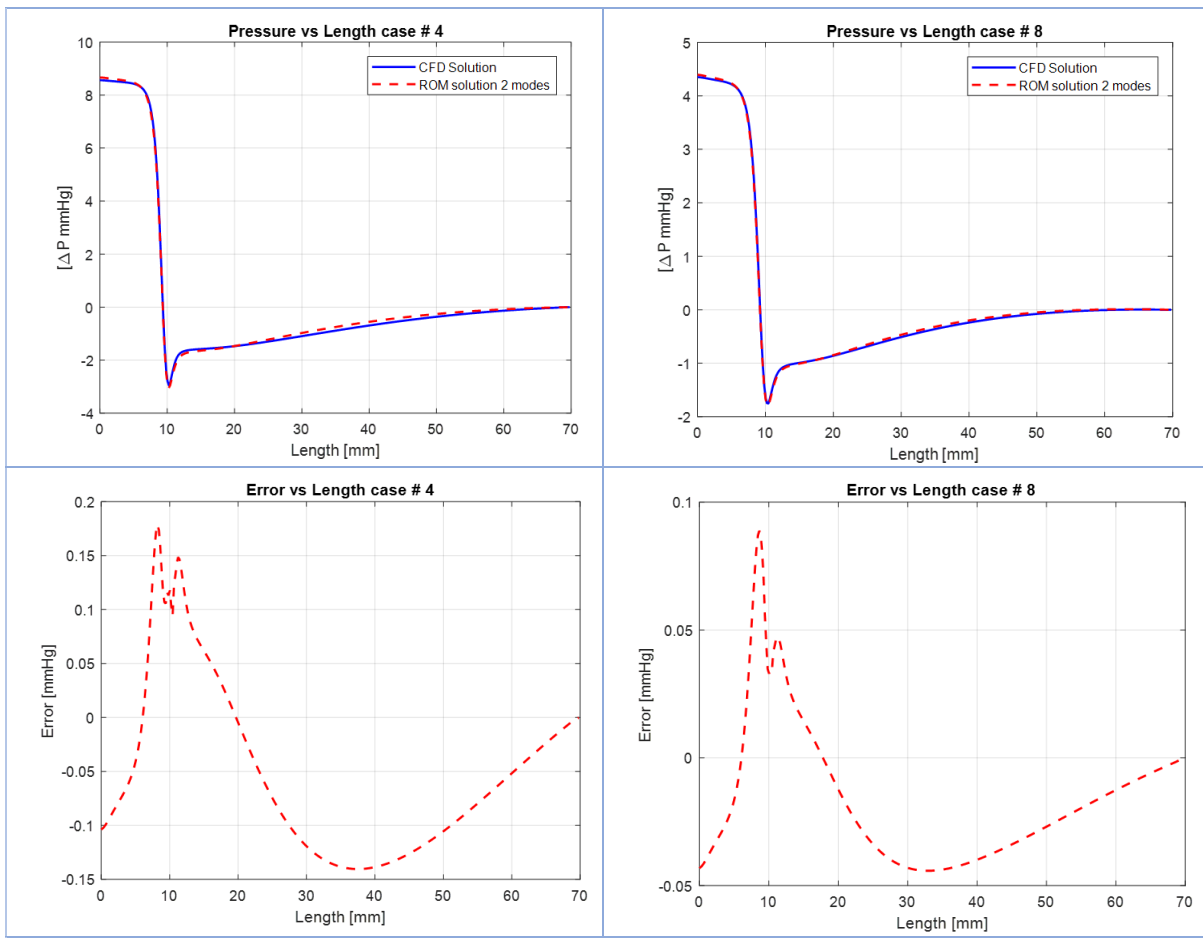 Pressure vs Length case # 4
10
8
6
4
2
0
-2
-4
[△ P mmHg]
0 10 20 30 40 50 60 70
Length [mm]
CFD Solution
ROM solution 2 modes
Pressure vs Length case # 8
5
4
3
2
1
0
-1
-2
[△ P mmHg]
0 10 20 30 40 50 60 70
Length [mm]
CFD Solution
ROM solution 2 modes
Error vs Length case # 4
0.2
0.15
0.1
0.05
0
-0.05
-0.1
-0.15
Error [mmHg]
0 10 20 30 40 50 60 70
Length [mm]
Error vs Length case # 8
0.1
0.05
0
-0.05
Error [mmHg]
0 10 20 30 40 50 60 70
Length [mm]